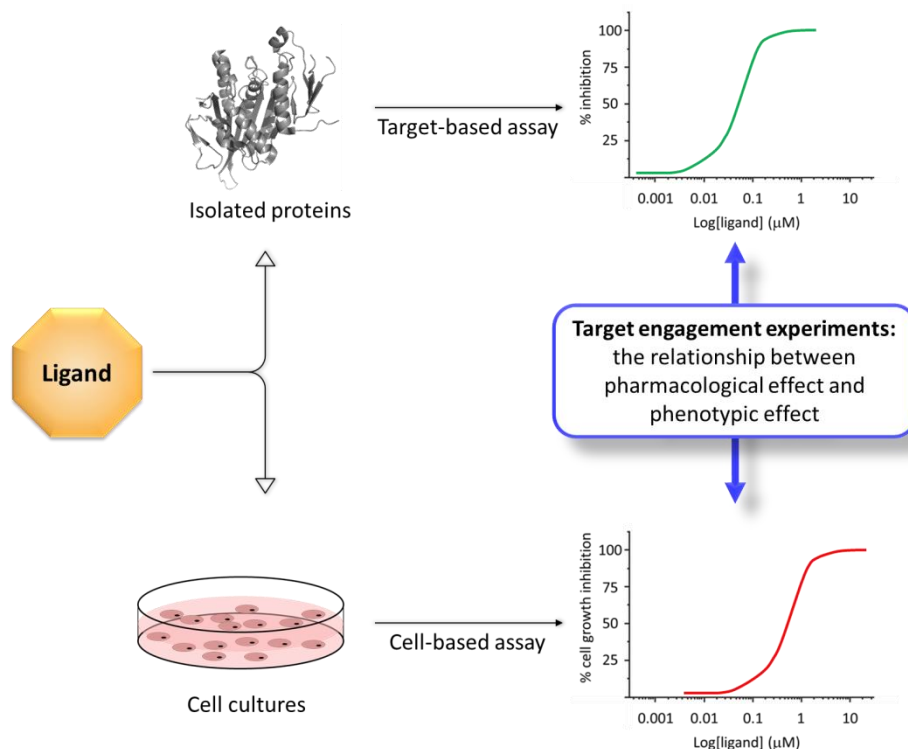 100
75
50
25
% inhibition
0.001 0.01 0.1 1 10
Log[ligand] (µM)
Target-based assay
Isolated proteins
Ligand
Target engagement experiments:
the relationship between
pharmacological effect and
phenotypic effect
100
75
50
25
% cell growth inhibition
0.001 0.01 0.1 1 10
Log[ligand] (µM)
Cell-based assay
Cell cultures